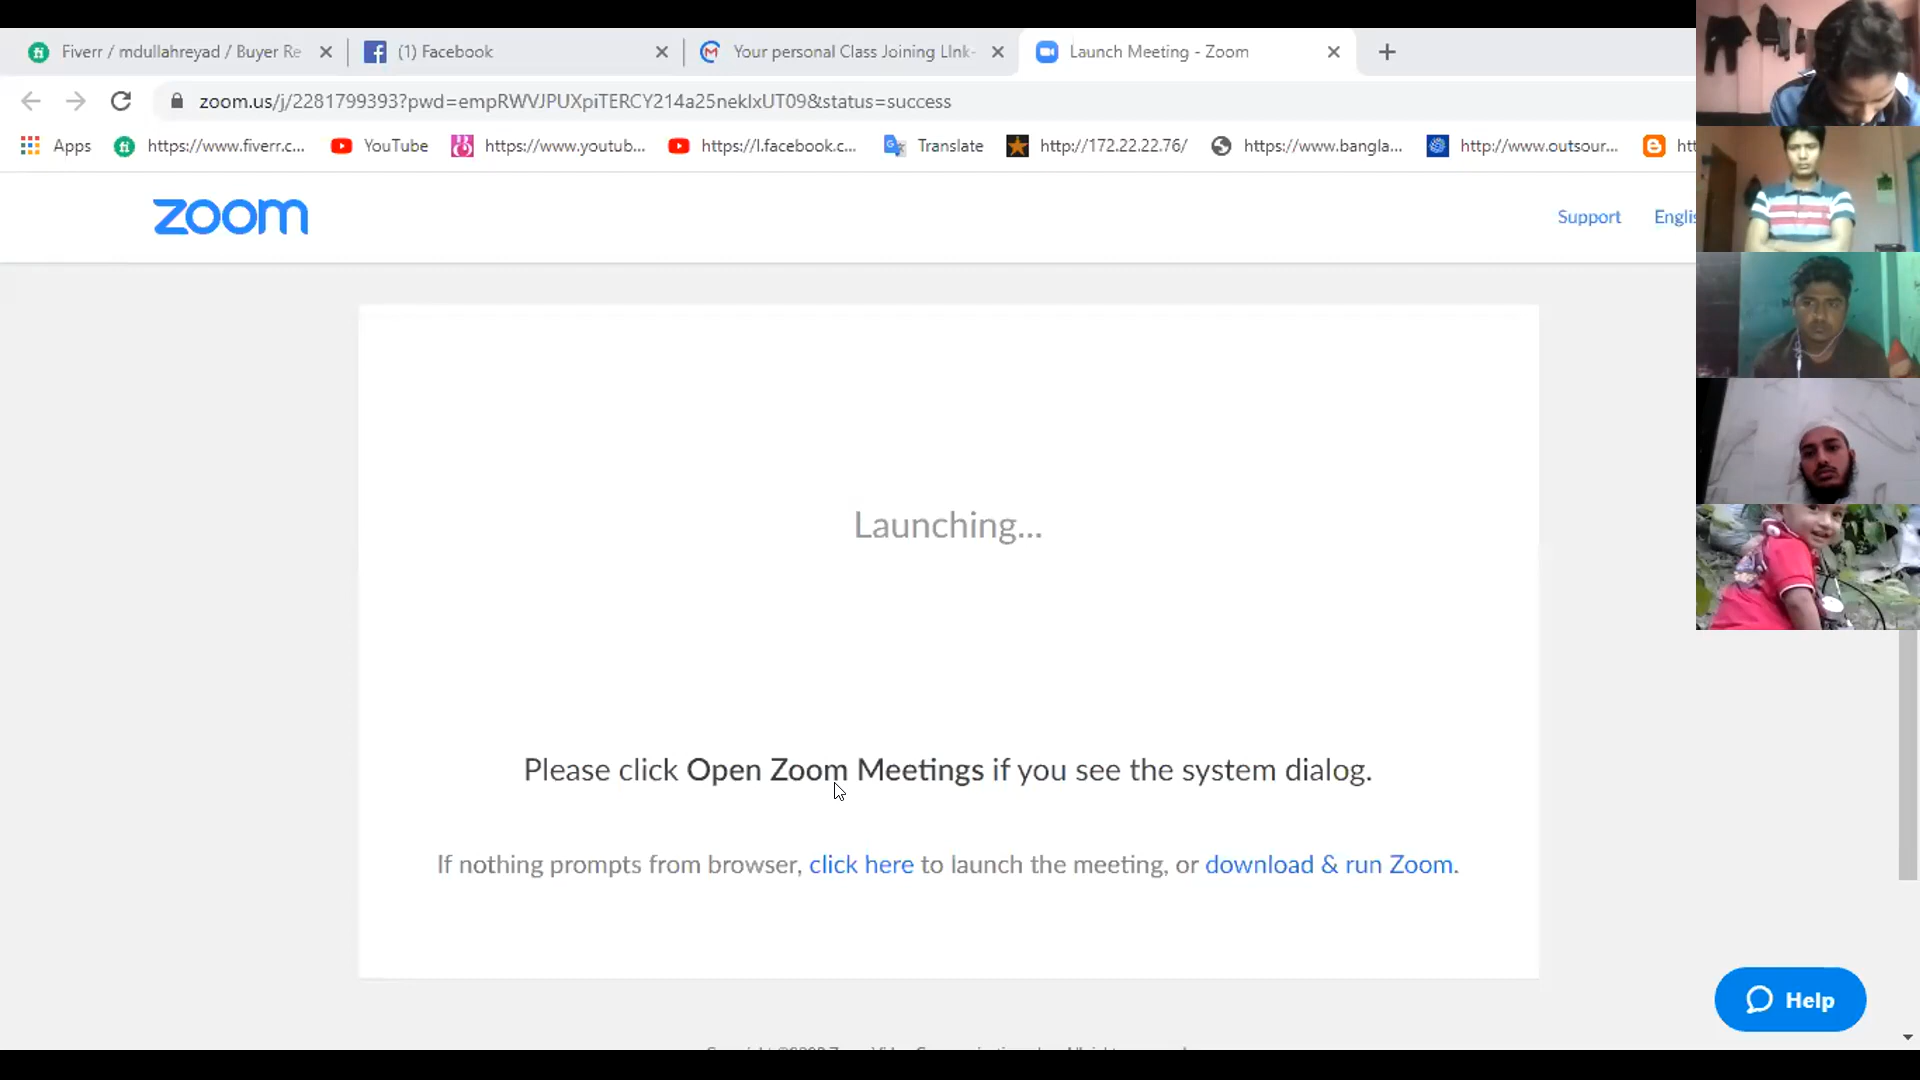 Fiverr / mdullahreyad / Buyer Re
(1) Facebook
Your personal Class Joining LInk-
Launch Meeting - Zoom
zoom.us/j/2281799393?pwd=empRWVJPUXpiTERCY214a25neklxUT09&status=success
Apps
https://www.fiverr.c...
YouTube
https://www.youtub...
https://l.facebook.c...
Translate
http://172.22.22.76/
https://www.bangla...
http://www.outsour...
htt
zoom
Support
Englis
Launching...
Please click Open Zoom Meetings if you see the system dialog.
If nothing prompts from browser, click here to launch the meeting, or download & run Zoom.
Help